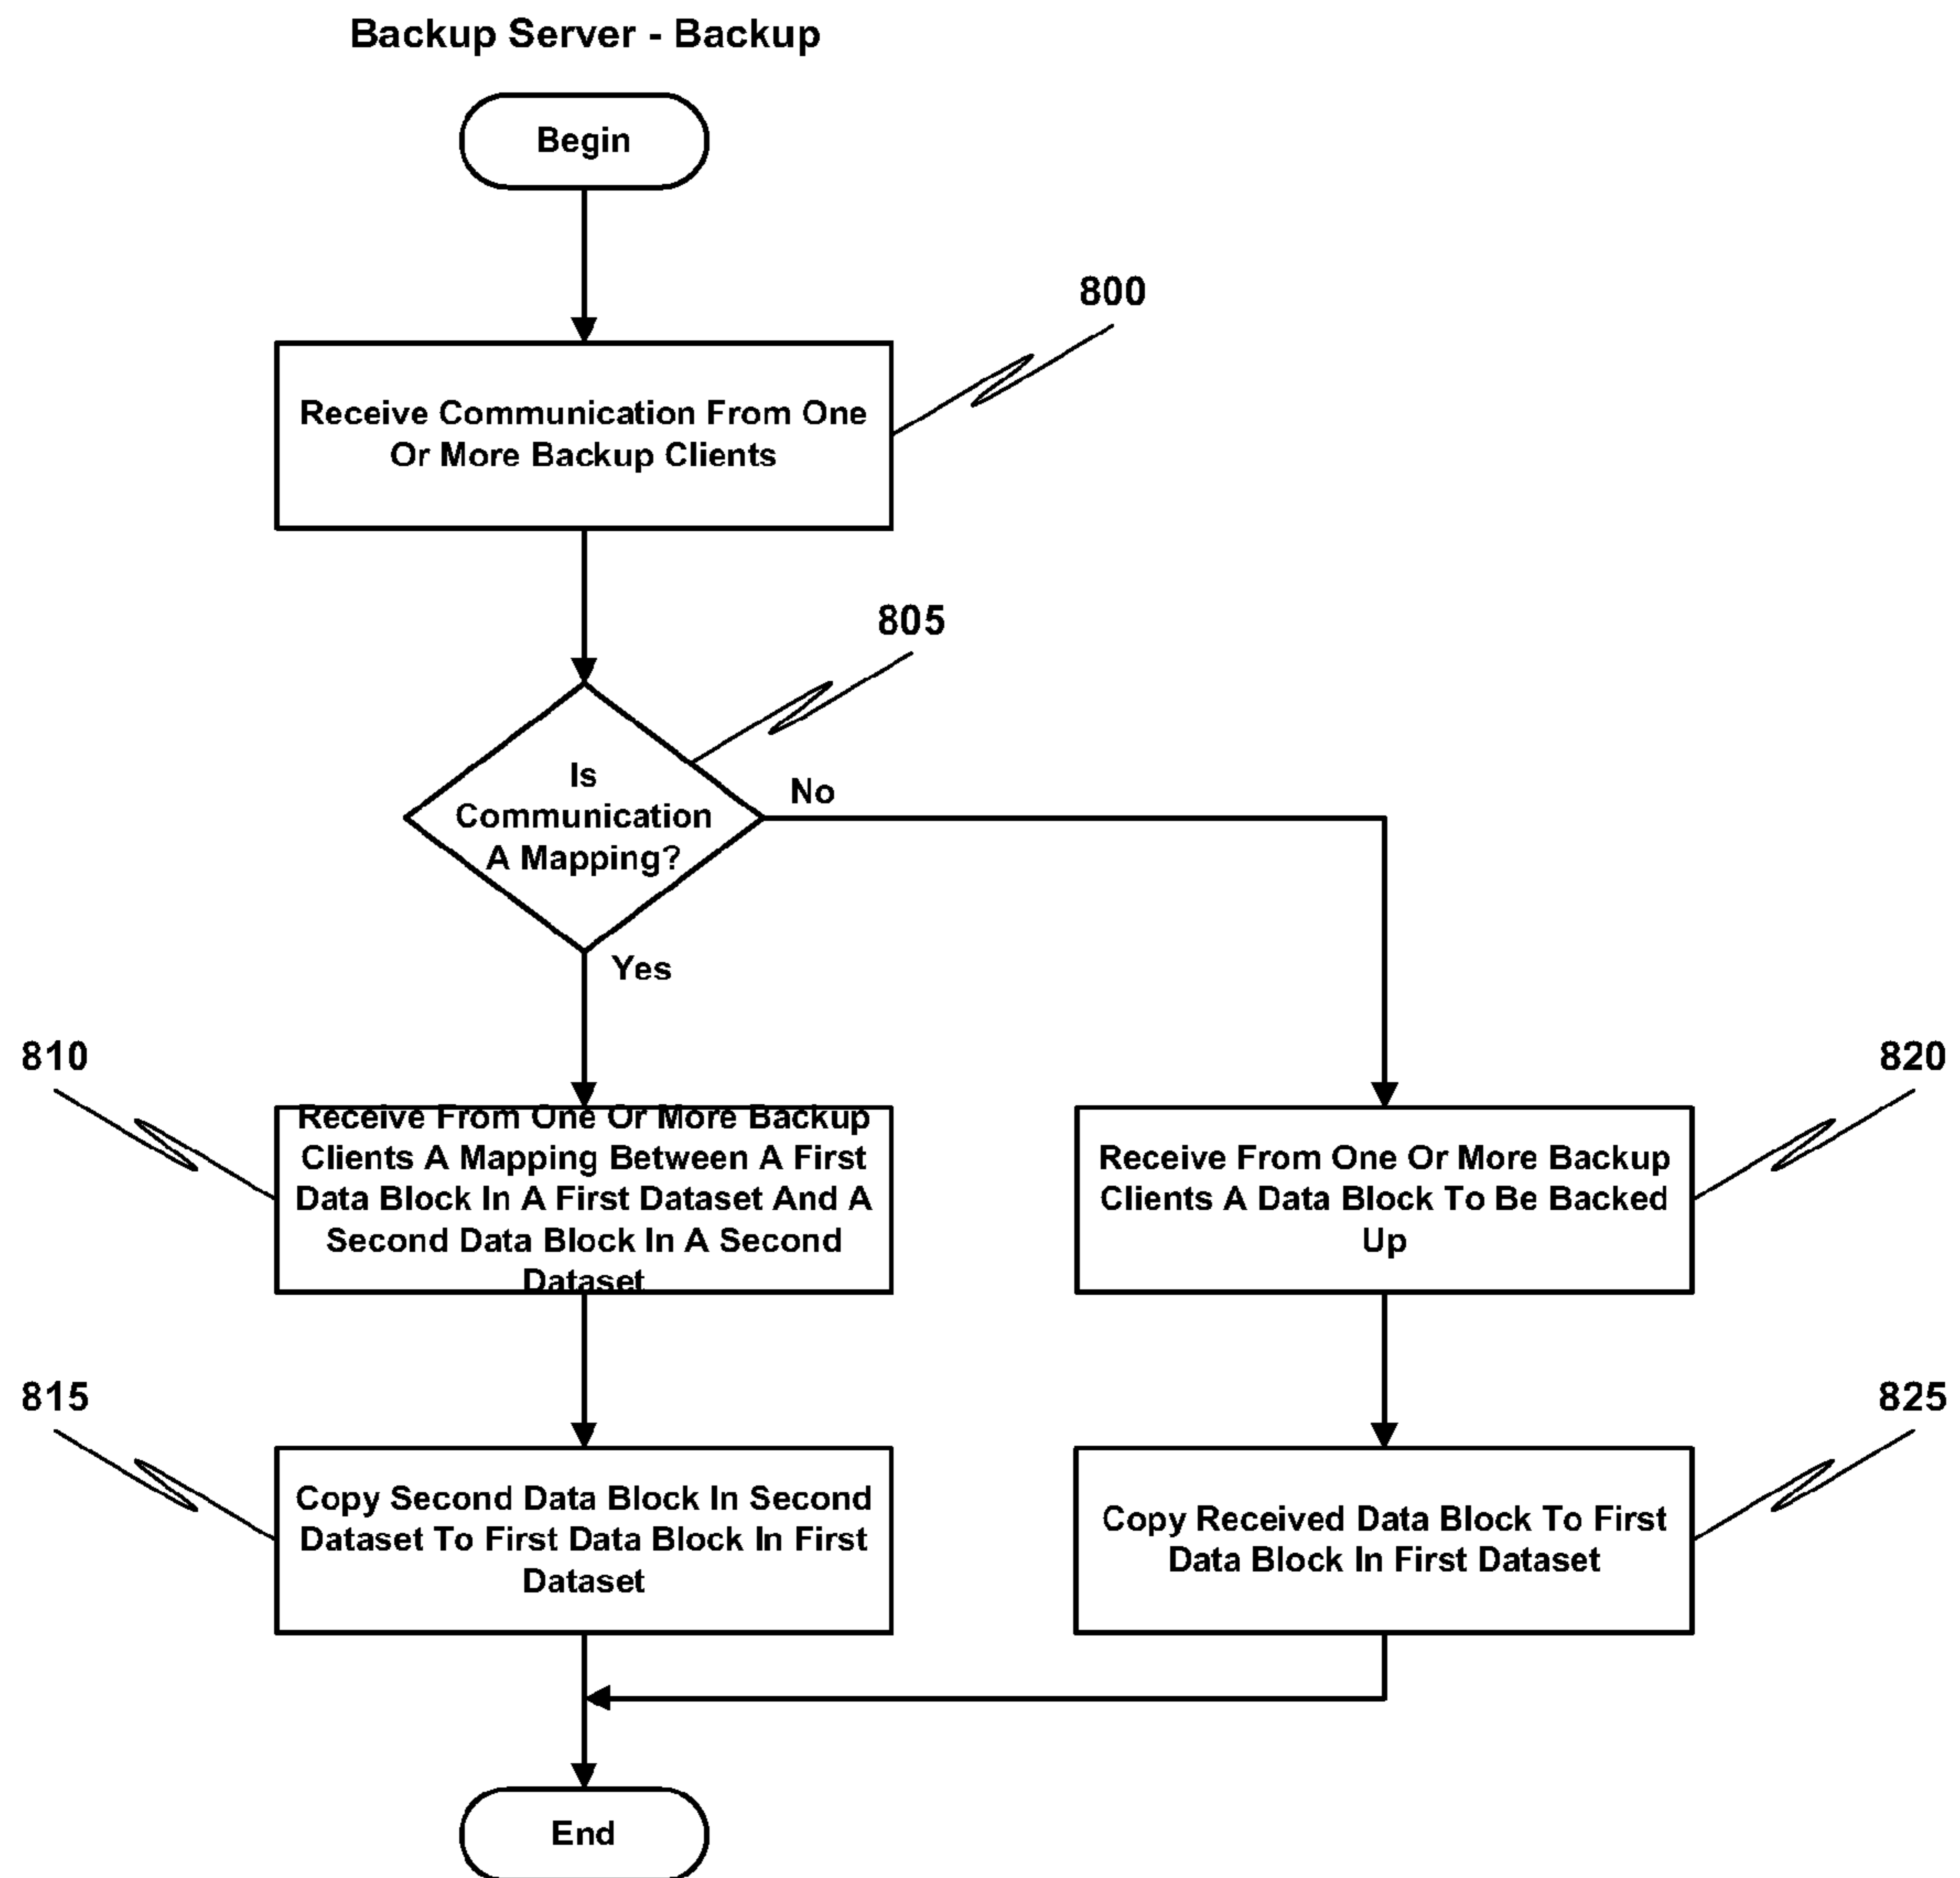 Backup Server - Backup
Begin
800
Receive Communication From One
Or More Backup Clients
805
Is
Communication
A Mapping?
No
Yes
810
Receive From One Or More Backup
Clients A Mapping Between A First
Data Block In A First Dataset And A
Second Data Block In A Second
Dataset
820
Receive From One Or More Backup
Clients A Data Block To Be Backed
Up
815
Copy Second Data Block In Second
Dataset To First Data Block In First
Dataset
825
Copy Received Data Block To First
Data Block In First Dataset
End